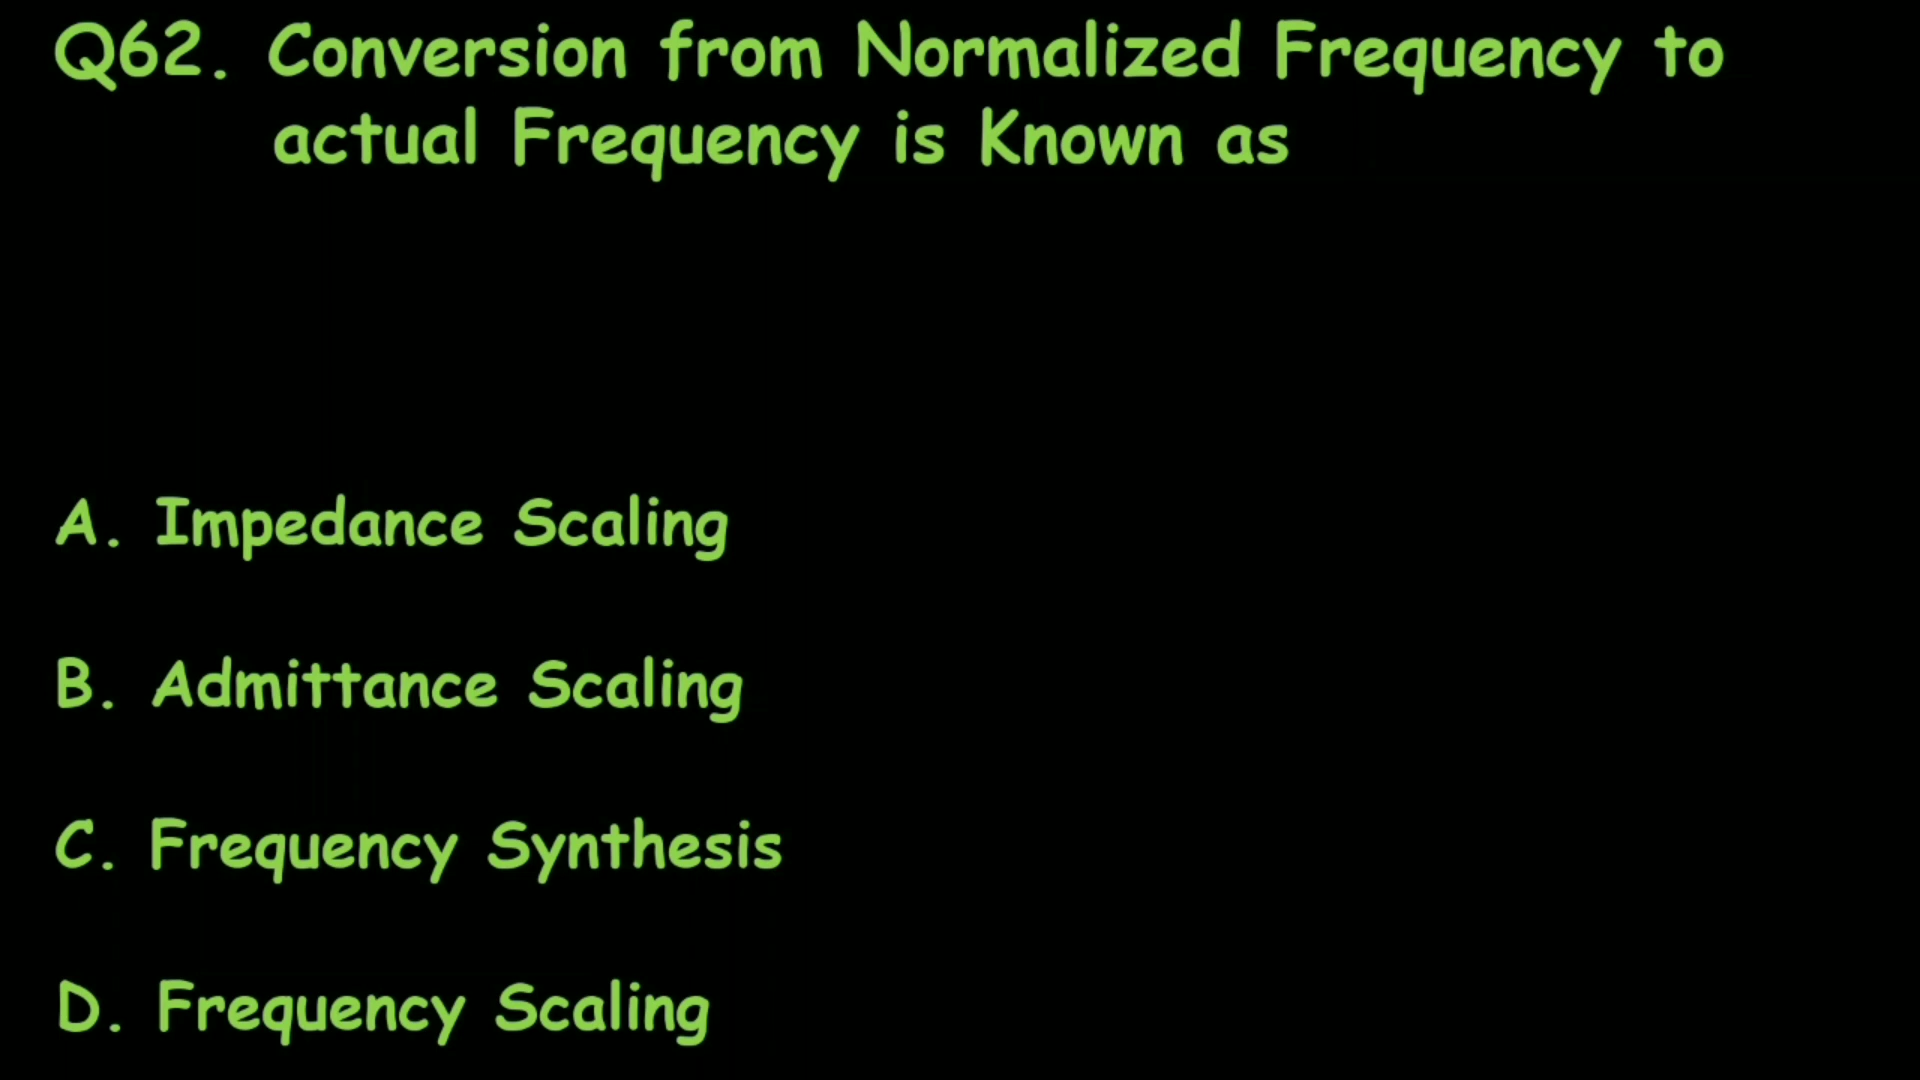 Q62. Conversion from Normalized Frequency to
actual Frequency is Known as
A. Impedance Scaling
B. Admittance Scaling
C. Frequency Synthesis
D. Frequency Scaling